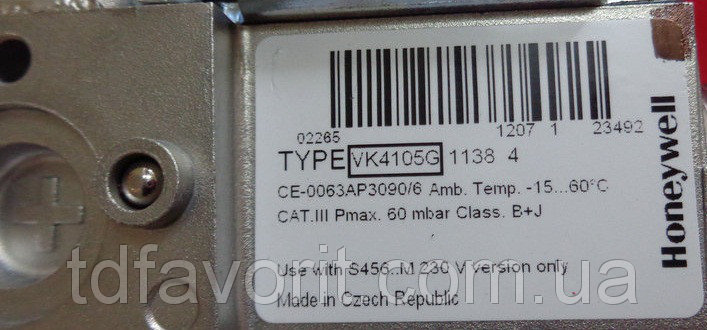 02265 1207 1 23492
TYPE VK4105G 1138 4
CE-0063AP3090/6 Amb. Temp. -15...60°C
CAT.III Pmax. 60 mbar Class. B+J
Use with S456..M 230 V version only
Made in Czech Republic
Honeywell
tdfavorit.com.ua